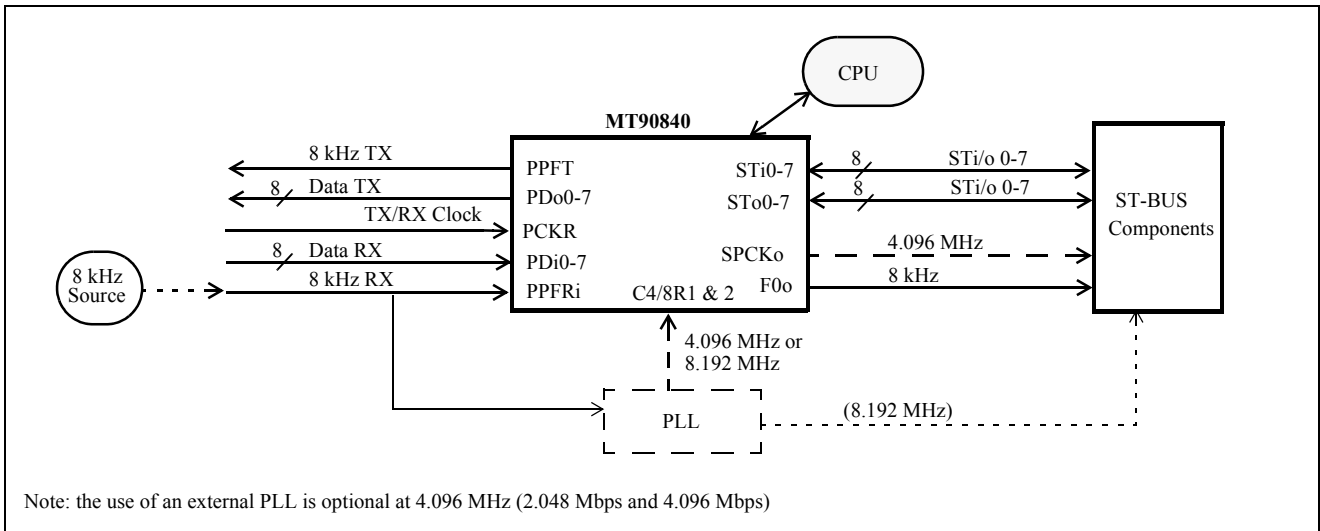 CPU
MT90840
8 kHz TX
PPFT
8
Data TX
PDo0-7
TX/RX Clock
PCKR
8
Data RX
PDi0-7
8 kHz RX
PPFRi
8 kHz
Source
STi0-7
8
STi/o 0-7
STo0-7
8
STi/o 0-7
SPCKo
4.096 MHz
F0o
8 kHz
C4/8R1 & 2
ST-BUS
Components
4.096 MHz or
8.192 MHz
PLL
(8.192 MHz)
Note: the use of an external PLL is optional at 4.096 MHz (2.048 Mbps and 4.096 Mbps)